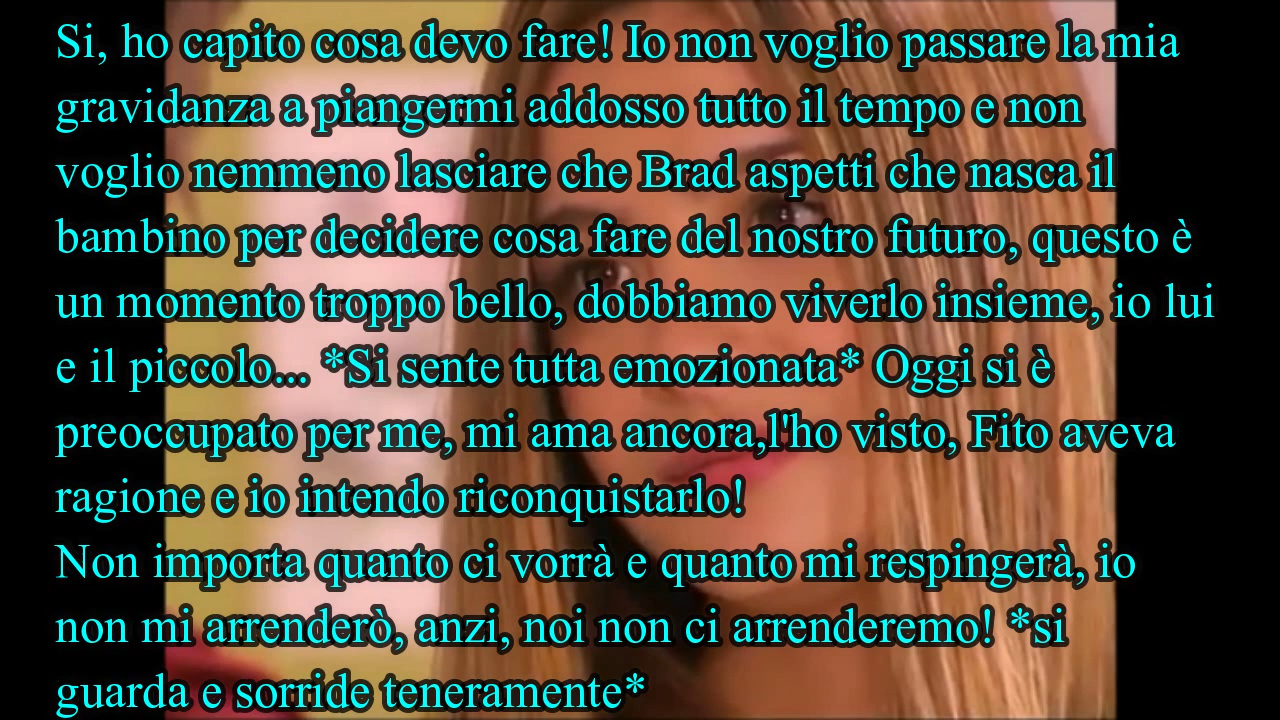 Si, ho capito cosa devo fare! Io non voglio passare la mia
gravidanza a piangermi addosso tutto il tempo e non
voglio nemmeno lasciare che Brad aspetti che nasca il
bambino per decidere cosa fare del nostro futuro, questo è
un momento troppo bello, dobbiamo viverlo insieme, io lui
e il piccolo... *Si sente tutta emozionata* Oggi si è
preoccupato per me, mi ama ancora,l'ho visto, Fito aveva
ragione e io intendo riconquistarlo!
Non importa quanto ci vorrà e quanto mi respingerà, io
non mi arrenderò, anzi, noi non ci arrenderemo! *si
guarda e sorride teneramente*